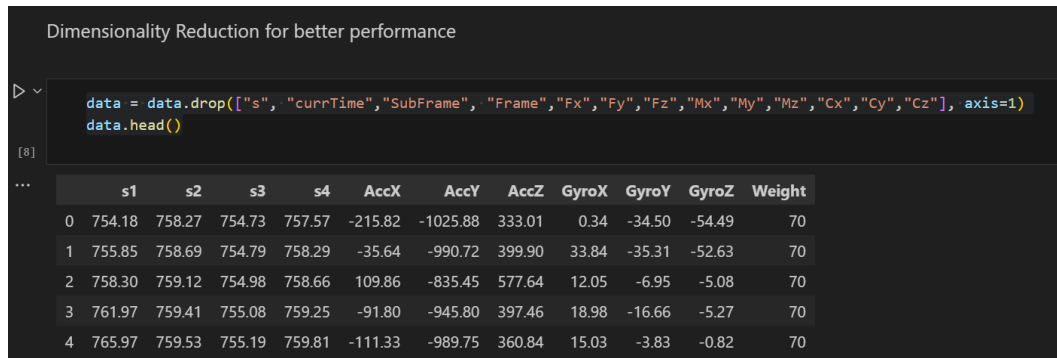 Dimensionality Reduction for better performance
data = data.drop(["s", "currTime","SubFrame", "Frame","Fx","Fy","Fz","Mx","My","Mz","Cx","Cy","Cz"], axis=1)
data.head()
[8]
...
s1 s2 s3 s4 AccX AccY AccZ GyroX GyroY GyroZ Weight
0 754.18 758.27 754.73 757.57 -215.82 -1025.88 333.01 0.34 -34.50 -54.49 70
1 755.85 758.69 754.79 758.29 -35.64 -990.72 399.90 33.84 -35.31 -52.63 70
2 758.30 759.12 754.98 758.66 109.86 -835.45 577.64 12.05 -6.95 -5.08 70
3 761.97 759.41 755.08 759.25 -91.80 -945.80 397.46 18.98 -16.66 -5.27 70
4 765.97 759.53 755.19 759.81 -111.33 -989.75 360.84 15.03 -3.83 -0.82 70